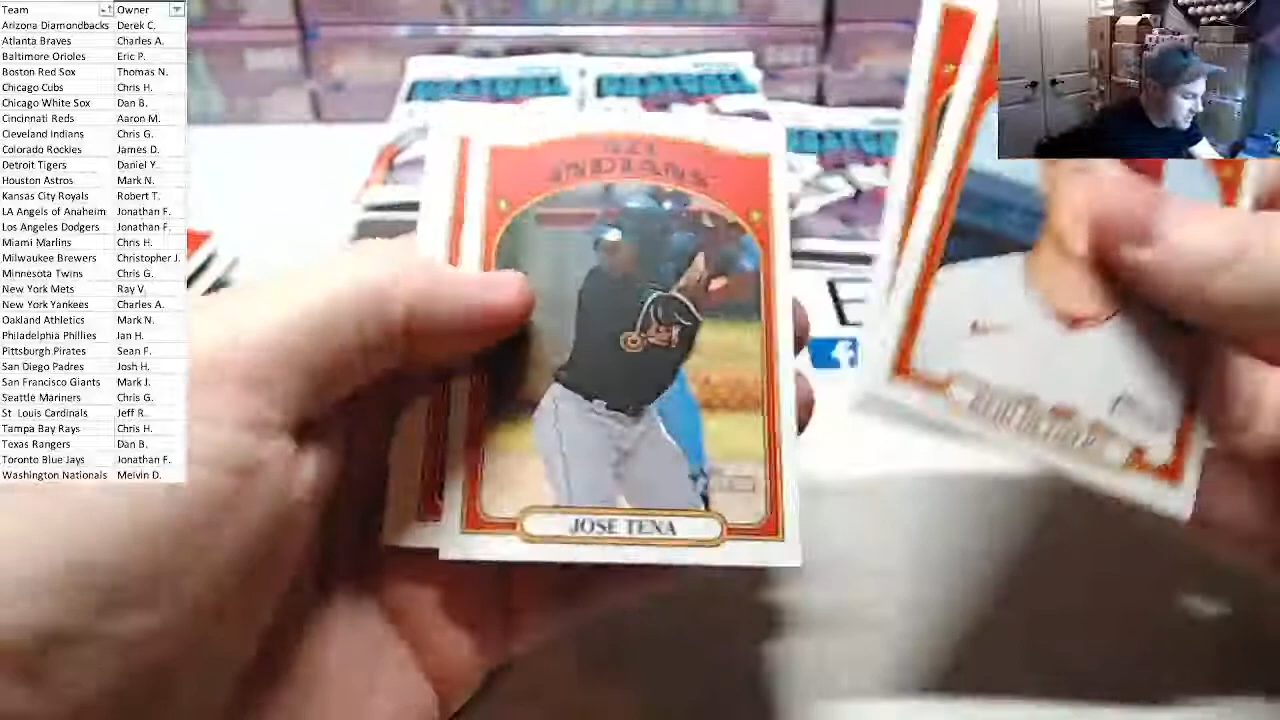 Team Owner
Arizona Diamondbacks Derek C.
Atlanta Braves Charles A.
Baltimore Orioles Eric P.
Boston Red Sox Thomas N.
Chicago Cubs Chris H.
Chicago White Sox Dan B.
Cincinnati Reds Aaron M.
Cleveland Indians Chris G.
Colorado Rockies James D.
Detroit Tigers Daniel Y.
Houston Astros Mark N.
Kansas City Royals Robert T.
LA Angels of Anaheim Jonathan F.
Los Angeles Dodgers Jonathan F.
Miami Marlins Chris H.
Milwaukee Brewers Christopher J.
Minnesota Twins Chris G.
New York Mets Ray V.
New York Yankees Charles A.
Oakland Athletics Mark N.
Philadelphia Phillies Ian H.
Pittsburgh Pirates Sean F.
San Diego Padres Josh H.
San Francisco Giants Mark J.
Seattle Mariners Chris G.
St Louis Cardinals Jeff R.
Tampa Bay Rays Chris H.
Texas Rangers Dan B.
Toronto Blue Jays Jonathan F.
Washington Nationals Melvin D.
INDIANS
JOSE TENA
f